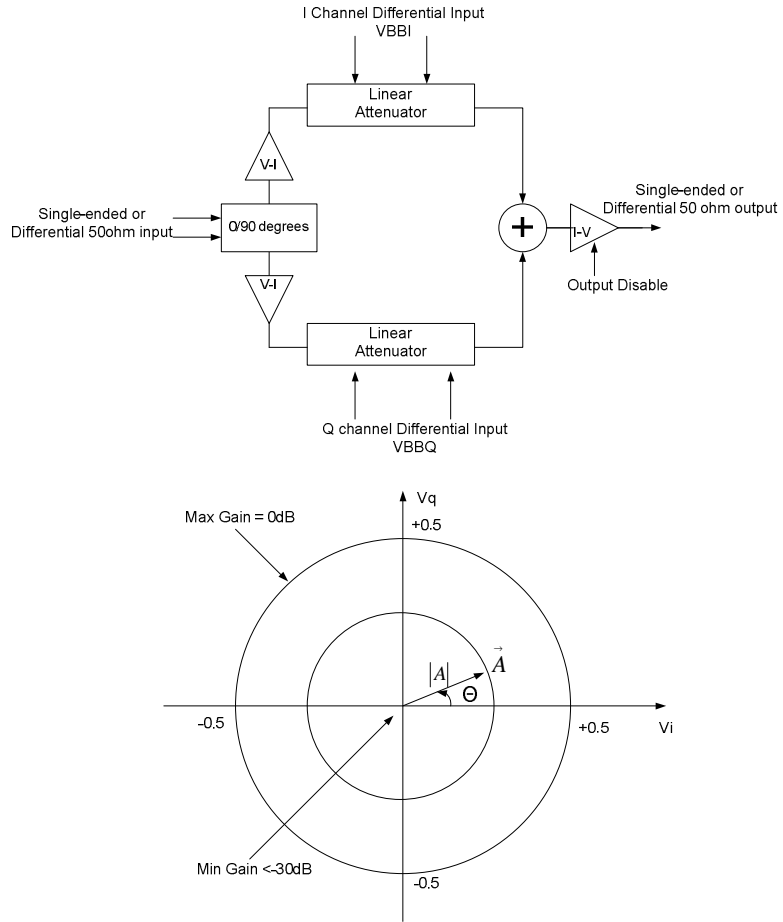 I Channel Differential Input
VBBI
Linear
Attenuator
V-I
Single-ended or
Differential 50ohm input
0/90 degrees
+
I-V
Single-ended or
Differential 50 ohm output
Output Disable
V-I
Linear
Attenuator
Q channel Differential Input
VBBQ
Vq
Max Gain = 0dB
+0.5
|A|
A
Θ
-0.5
+0.5
Vi
Min Gain <-30dB
-0.5